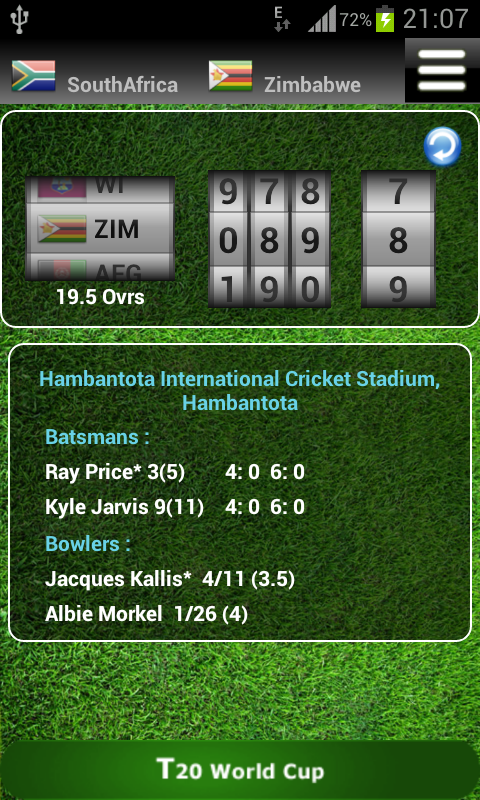 E 72% 21:07
SouthAfrica Zimbabwe
WI 9 7 8 7
ZIM 0 8 9 8
AFG 1 9 0 9
19.5 Ovrs
Hambantota International Cricket Stadium,
Hambantota
Batsmans :
Ray Price* 3(5) 4: 0 6: 0
Kyle Jarvis 9(11) 4: 0 6: 0
Bowlers :
Jacques Kallis* 4/11 (3.5)
Albie Morkel 1/26 (4)
T20 World Cup